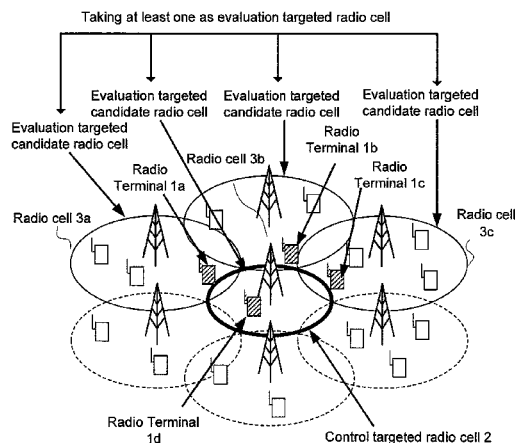 Taking at least one as evaluation targeted radio cell
Evaluation targeted
candidate radio cell
Evaluation targeted
candidate radio cell
Evaluation targeted
candidate radio cell
Evaluation targeted
candidate radio cell
Radio cell 3b
Radio
Terminal 1b
Radio
Terminal 1a
Radio
Terminal 1c
Radio cell 3a
Radio cell
3c
Radio Terminal
1d
Control targeted radio cell 2